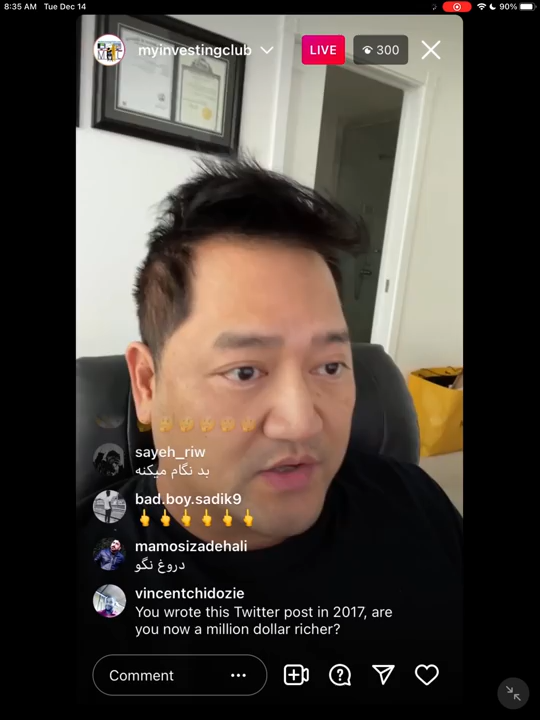 8:35 AM Tue Dec 14
90%
myinvestingclub
LIVE
300
sayeh_riw
بد نگام میکنه
bad.boy.sadik9
👆👆👆👆👆👆
mamosizadehali
دروغ نگو
vincentchidozie
You wrote this Twitter post in 2017, are
you now a million dollar richer?
Comment